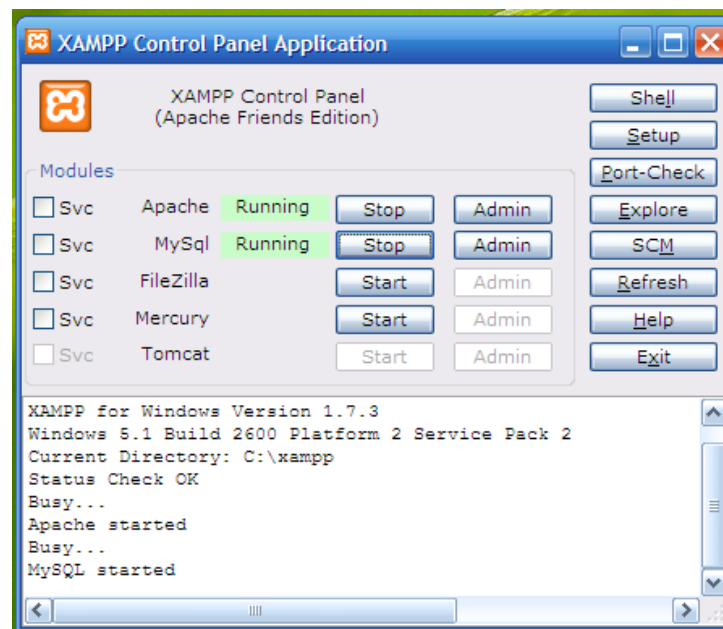 XAMPP Control Panel Application
XAMPP Control Panel
(Apache Friends Edition)
Modules
Svc Apache Running Stop Admin
Svc MySql Running Stop Admin
Svc FileZilla Start Admin
Svc Mercury Start Admin
Svc Tomcat Start Admin
Shell
Setup
Port-Check
Explore
SCM
Refresh
Help
Exit
XAMPP for Windows Version 1.7.3
Windows 5.1 Build 2600 Platform 2 Service Pack 2
Current Directory: C:\xampp
Status Check OK
Busy...
Apache started
Busy...
MySQL started